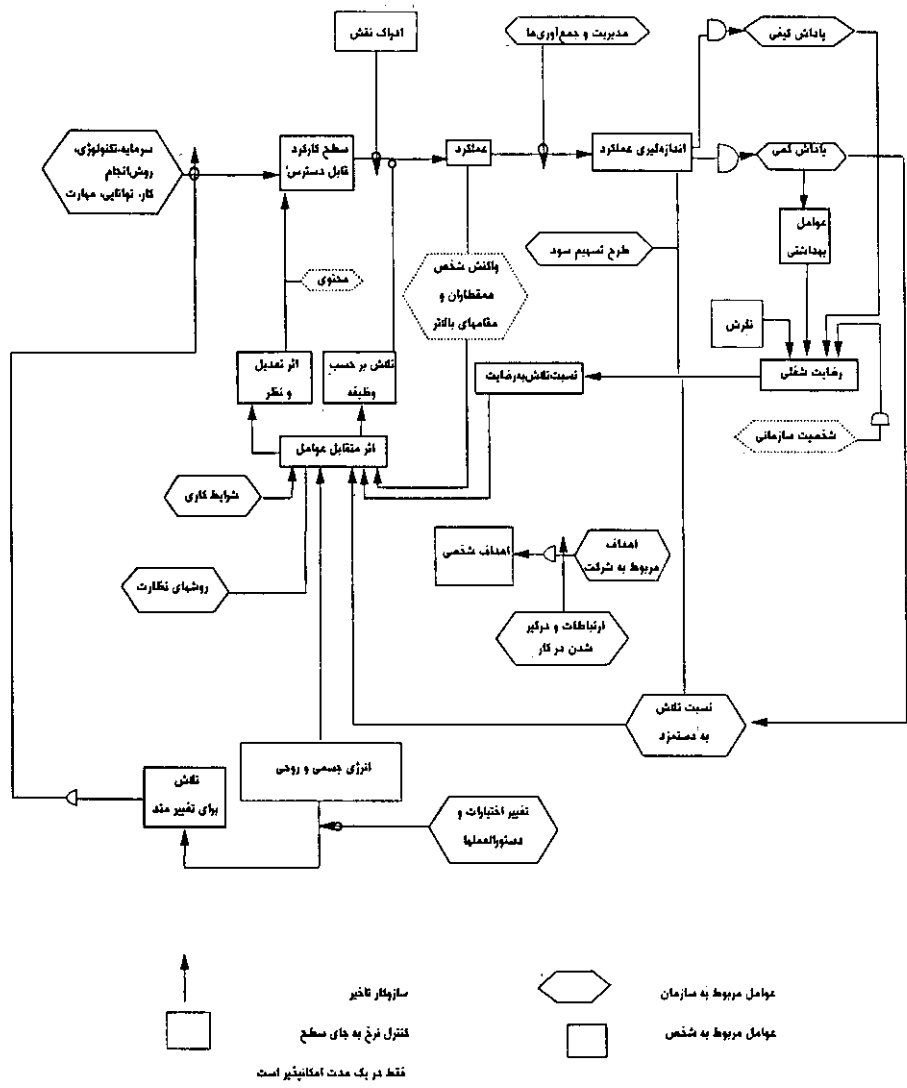 ادراک نقش
مدیریت و جمع‌آوری‌ها
پاداش کیفی
سرمایه،تکنولوژی،
روش‌انجام
کار، توانایی، مهارت
سطح کارکرد
قابل دسترس؛
عملکرد
اندازه‌گیری عملکرد
پاداش کمی
عوامل
بهداشتی
طرح تسهیم سود
واکنش شخص
همقطاران و
مقامهای بالاتر
محتوی
نگرش
اثر تعدیل
و نظر
تلاش بر حسب
وظیفه
نسبت‌تلاش‌به‌رضایت
رضایت شغلی
شخصیت سازمانی
اثر متقابل عوامل
شرایط کاری
اهداف شخصی
اهداف
مربوط به شرکت
روشهای نظارت
ارتباطات و درگیر
شدن در کار
نسبت تلاش
به دستمزد
انرژی جسمی و روحی
تلاش
برای تغییر متد
تغییر اختیارات و
دستورالعملها
سازوکار تاخیر
عوامل مربوط به سازمان
کنترل نرخ به جای سطح
عوامل مربوط به شخص
فقط در یک مدت امکانپذیر است